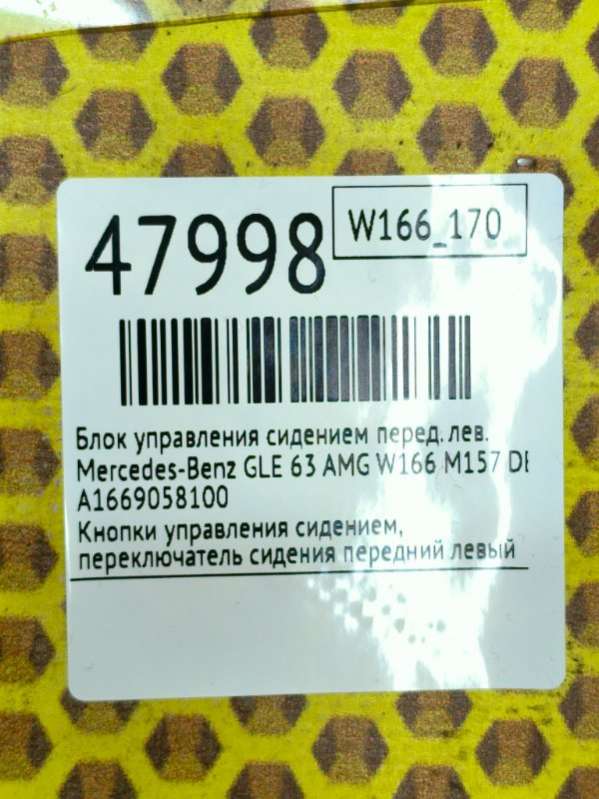 47998
W166_170
Блок управления сидением перед. лев.
Mercedes-Benz GLE 63 AMG W166 M157 DE
A1669058100
Кнопки управления сидением,
переключатель сидения передний левый